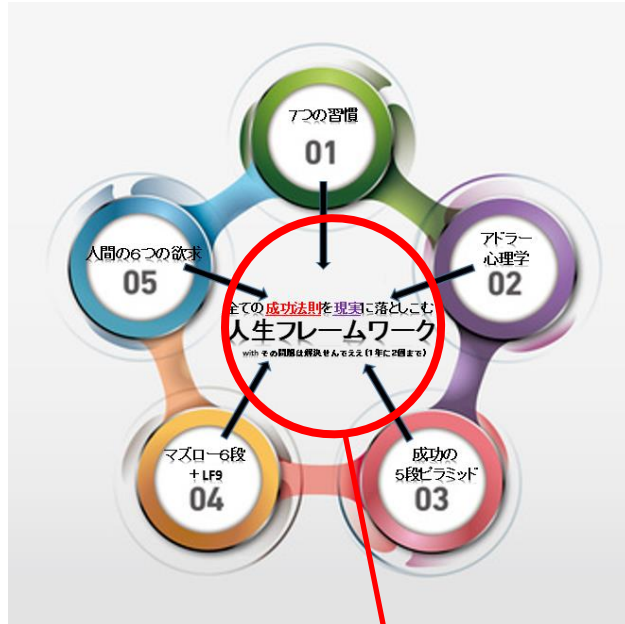 7つの習慣
01
アドラー
心理学
02
成功の
5段ピラミッド
03
マズロー6段
+ LF9
04
人間の6つの欲求
05
全ての成功法則を現実に落としこむ
人生フレームワーク
with その問題は解決せんでええ(1年に2個まで)